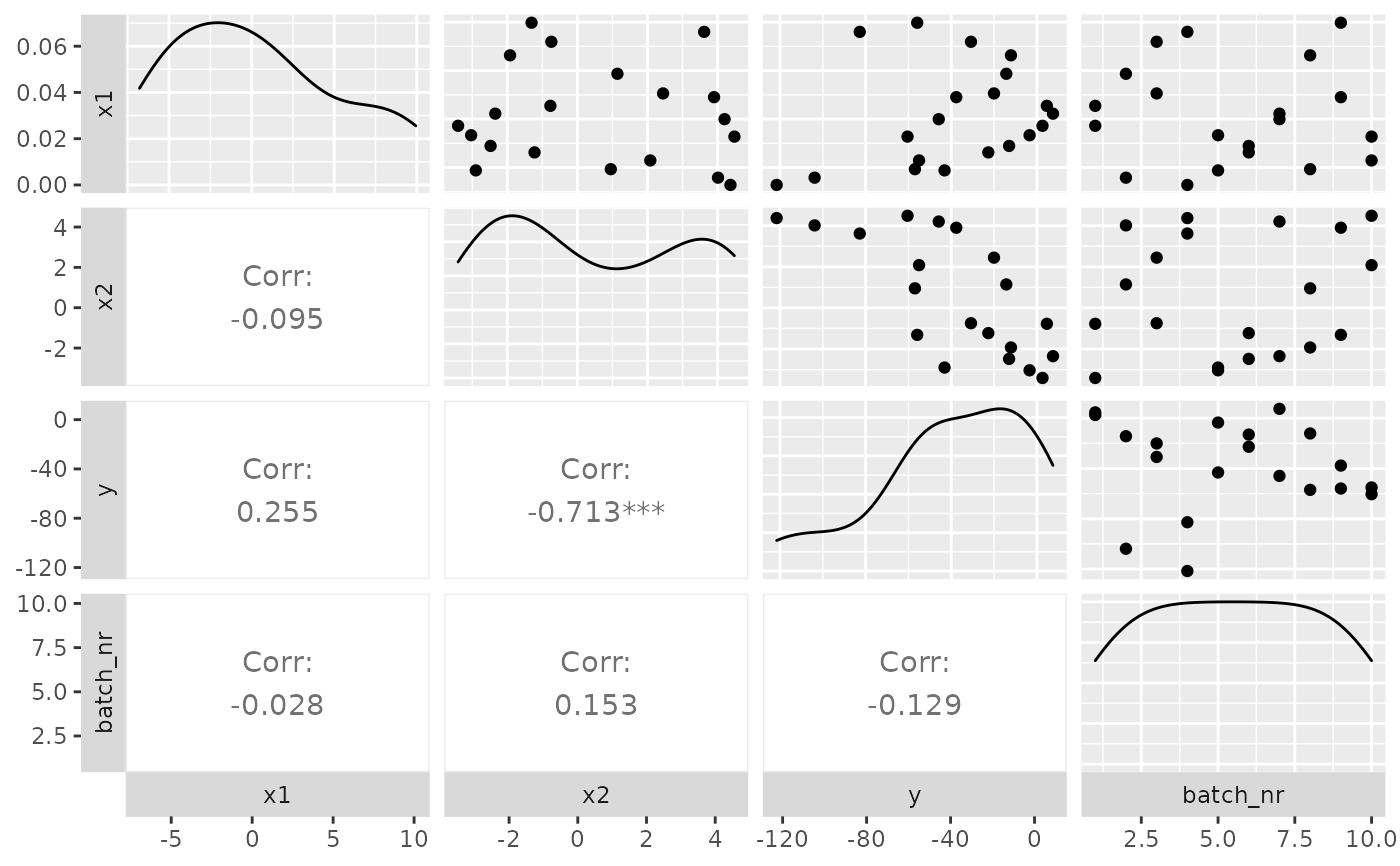 0.06
0.04
0.02
0.00
x1
4
2
0
-2
x2
Corr:
-0.095
0
-40
-80
-120
y
Corr:
0.255
Corr:
-0.713***
10.0
7.5
5.0
2.5
batch_nr
Corr:
-0.028
Corr:
0.153
Corr:
-0.129
x1 x2 y batch_nr
-5 0 5 10 -2 0 2 4 -120 -80 -40 0 2.5 5.0 7.5 10.0